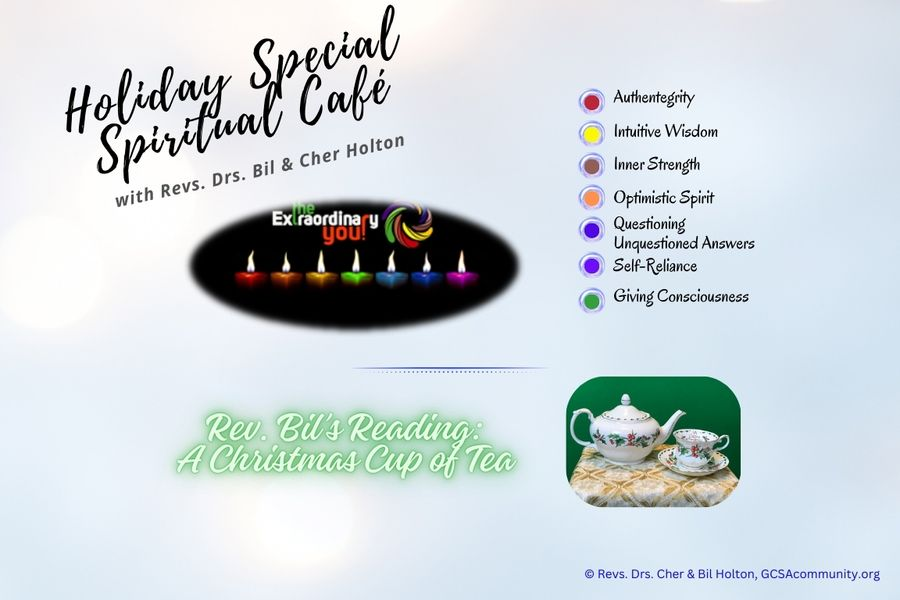 Holiday Special
Spiritual Café
with Revs. Drs. Bil & Cher Holton
the
Extraordinary
you!
Authentegrity
Intuitive Wisdom
Inner Strength
Optimistic Spirit
Questioning
Unquestioned Answers
Self-Reliance
Giving Consciousness
Rev. Bil's Reading:
A Christmas Cup of Tea
© Revs. Drs. Cher & Bil Holton, GCSAcommunity.org